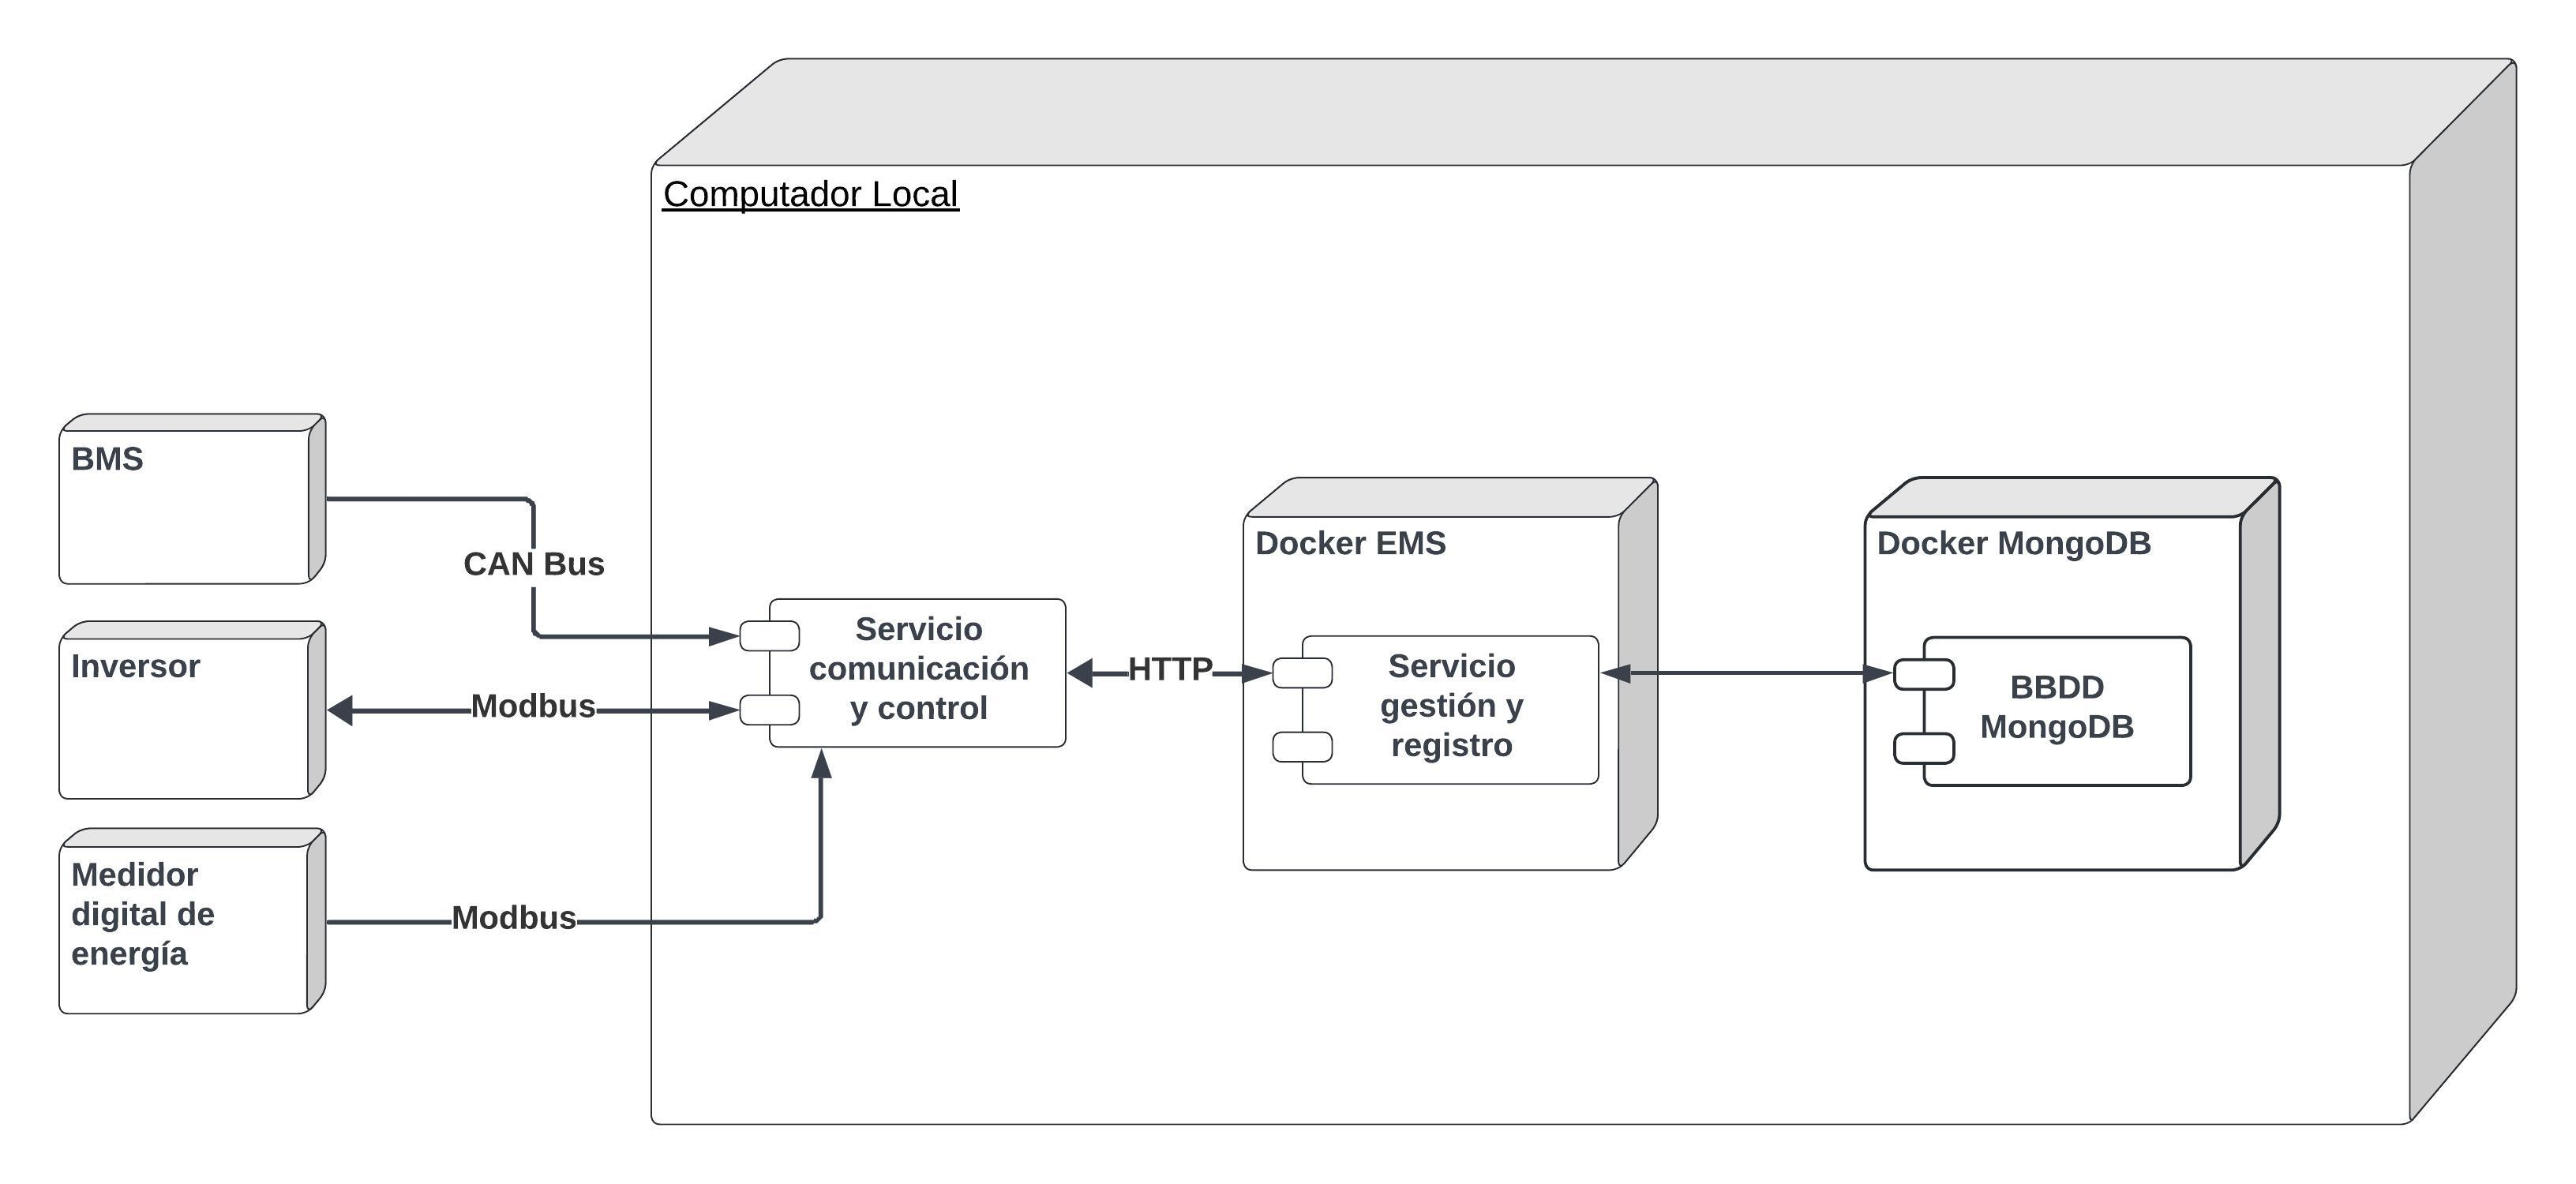 Computador Local
BMS
CAN Bus
Inversor
Modbus
Medidor
digital de
energía
Modbus
Servicio
comunicación
y control
HTTP
Docker EMS
Servicio
gestión y
registro
Docker MongoDB
BBDD
MongoDB